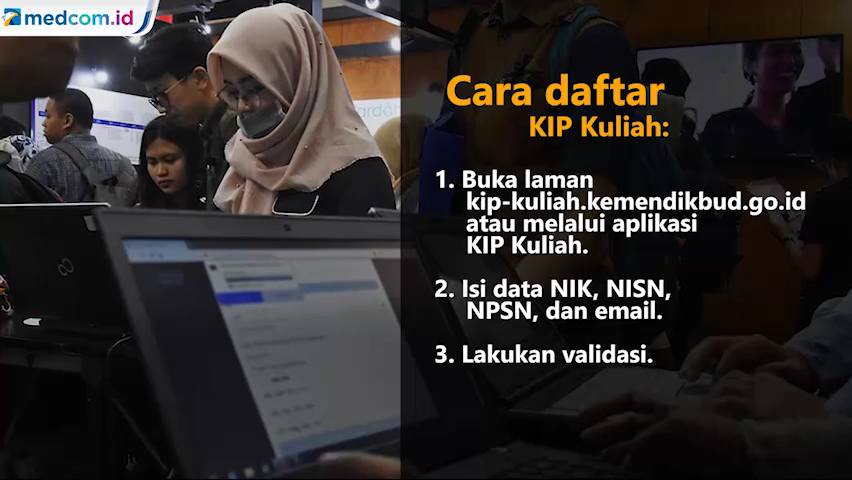 medcom.id
Cara daftar
KIP Kuliah:
1. Buka laman
kip-kuliah.kemendikbud.go.id
atau melalui aplikasi
KIP Kuliah.
2. Isi data NIK, NISN,
NPSN, dan email.
3. Lakukan validasi.